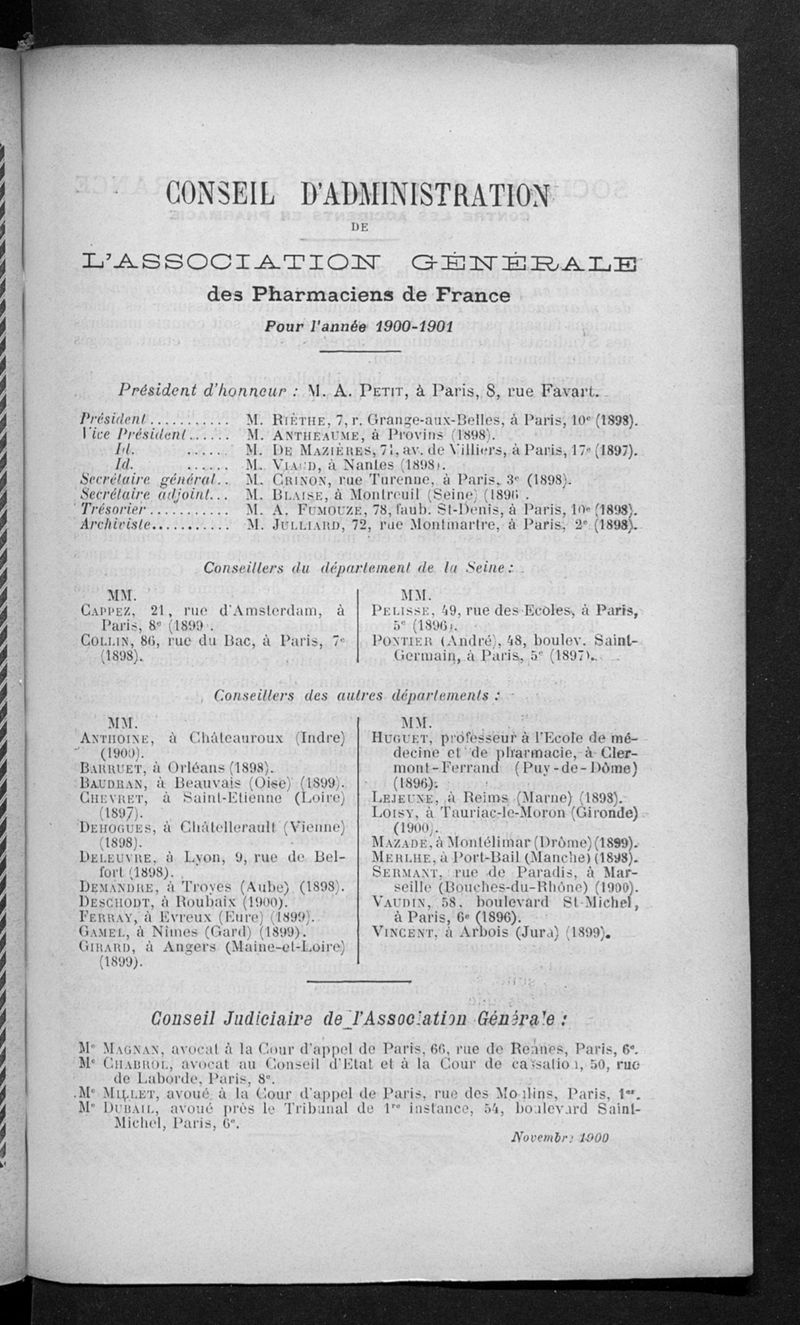 CONSEIL D'ADMINISTRATION
DE
L'ASSOCIATION GÉNÉRALE
des Pharmaciens de France
Pour l'année 1900-1901
Président d'honneur : M. A. PETIT, à Paris, 8, rue Favart.
Président........... M. RIÈTHE, 7, r. Grange-aux-Belles, à Paris, 10e (1898).
Vice Président...... M. ANTHEAUME, à Provins (1898).
Id. ...... M. DE MAZIÈRES, 71, av. de Villiers, à Paris, 17e (1897).
Id. ...... M. VIAUD, à Nantes (1898).
Secrétaire général.. M. CRINON, rue Turenne, à Paris, 3e (1898).
Secrétaire adjoint... M. BLAISE, à Montreuil (Seine) (1896 .
Trésorier........... M. A. FUMOUZE, 78, faub. St-Denis, à Paris, 10e (1898).
Archiviste........... M. JULLIARD, 72, rue Montmartre, à Paris, 2e (1898).
Conseillers du département de la Seine :
MM.
CAPPEZ, 21, rue d'Amsterdam, à
Paris, 8e (1899 .
COLLIN, 86, rue du Bac, à Paris, 7e
(1898).
MM.
PELISSE, 49, rue des Ecoles, à Paris,
5e (1896).
PONTIER (André), 48, boulev. Saint-
Germain, à Paris, 5e (1897).
Conseillers des autres départements :
MM.
ANTHOINE, à Châteauroux (Indre)
(1900).
BARRUET, à Orléans (1898).
BAUDRAN, à Beauvais (Oise) (1899).
CHEVRET, à Saint-Etienne (Loire)
(1897).
DEHOGUES, à Châtellerault (Vienne)
(1898).
DELEUVRE, à Lyon, 9, rue de Bel-
fort (1898).
DEMANDRE, à Troyes (Aube) (1898).
DESCHODT, à Roubaix (1900).
FERRAY, à Evreux (Eure) (1899).
GAMEL, à Nimes (Gard) (1899).
GIRARD, à Angers (Maine-et-Loire)
(1899).
MM.
HUGUET, professeur à l'Ecole de mé-
decine et de pharmacie, à Cler-
mont-Ferrand (Puy-de-Dôme)
(1896).
LEJEUNE, à Reims (Marne) (1898).
LOISY, à Tauriac-le-Moron (Gironde)
(1900).
MAZADE, à Montélimar (Drôme) (1899).
MERLHE, à Port-Bail (Manche) (1898).
SERMANT, rue de Paradis, à Mar-
seille (Bouches-du-Rhône) (1900).
VAUDIN, 58, boulevard St-Michel,
à Paris, 6e (1896).
VINCENT, à Arbois (Jura) (1899).
Conseil Judiciaire de l'Association Générale :
Me MAGNAN, avocat à la Cour d'appel de Paris, 66, rue de Rennes, Paris, 6e.
Me CHABROL, avocat au Conseil d'Etat et à la Cour de cassation, 50, rue
de Laborde, Paris, 8e.
Me MILLET, avoué à la Cour d'appel de Paris, rue des Moulins, Paris, 1er.
Me DUBAIL, avoué près le Tribunal de 1re instance, 54, boulevard Saint-
Michel, Paris, 6e.
Novembre 1900